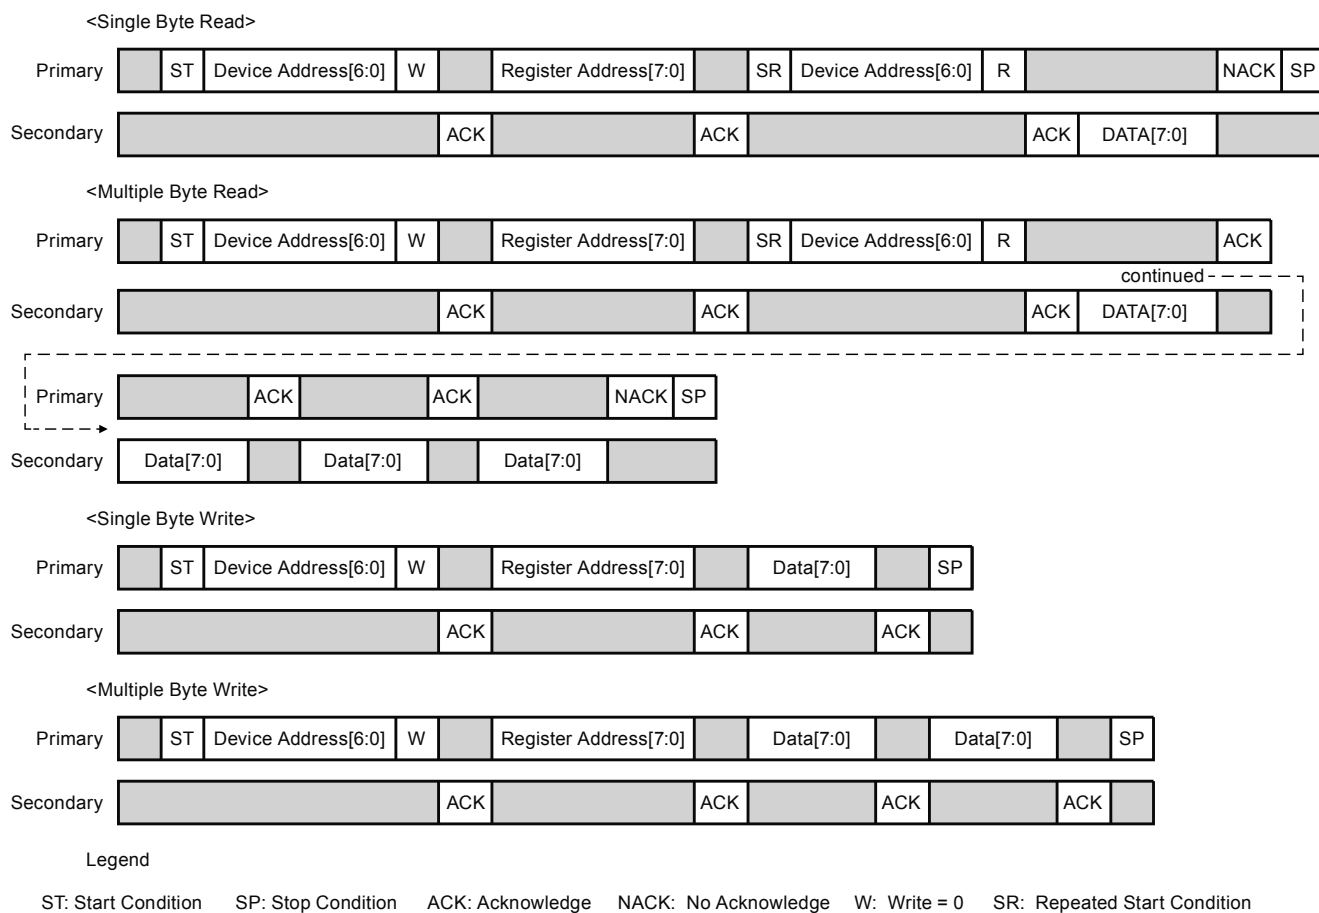 <Single Byte Read>
Primary ST Device Address[6:0] W Register Address[7:0] SR Device Address[6:0] R NACK SP
Secondary ACK ACK ACK DATA[7:0]
<Multiple Byte Read>
Primary ST Device Address[6:0] W Register Address[7:0] SR Device Address[6:0] R ACK
continued
Secondary ACK ACK ACK DATA[7:0]
Primary ACK ACK NACK SP
Secondary Data[7:0] Data[7:0] Data[7:0]
<Single Byte Write>
Primary ST Device Address[6:0] W Register Address[7:0] Data[7:0] SP
Secondary ACK ACK ACK
<Multiple Byte Write>
Primary ST Device Address[6:0] W Register Address[7:0] Data[7:0] Data[7:0] SP
Secondary ACK ACK ACK ACK
Legend
ST: Start Condition SP: Stop Condition ACK: Acknowledge NACK: No Acknowledge W: Write = 0 SR: Repeated Start Condition